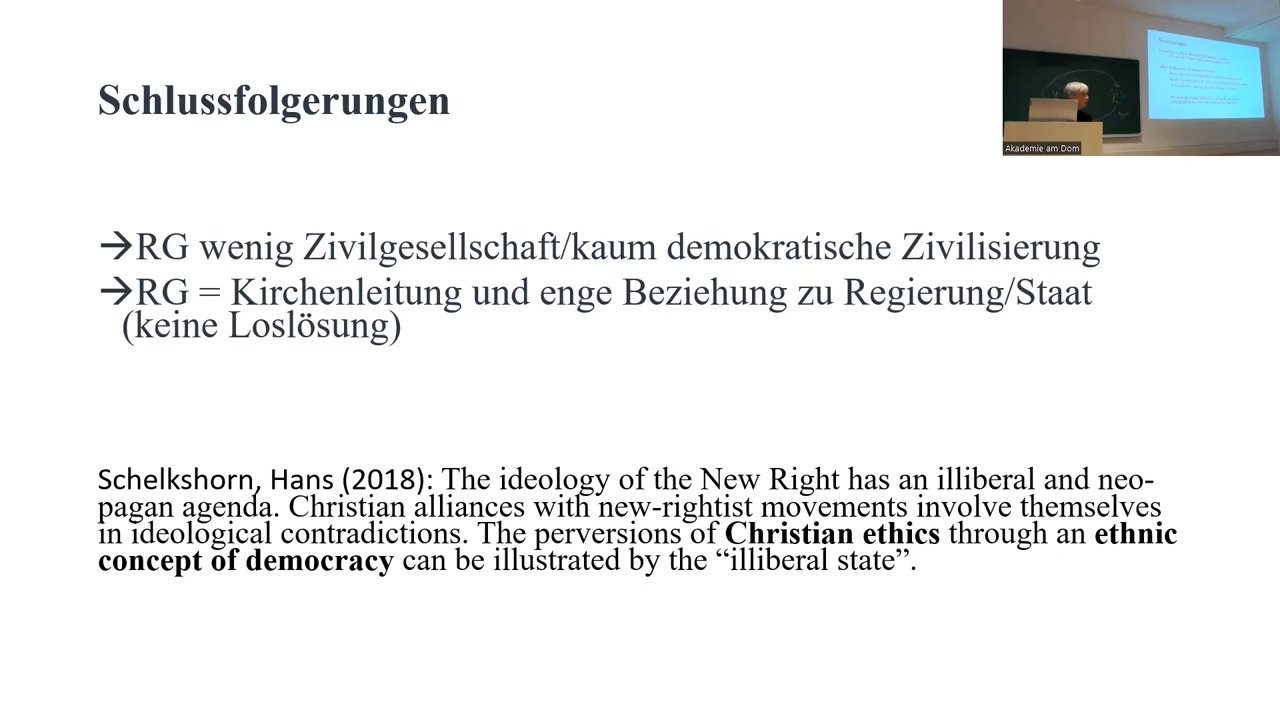 Schlussfolgerungen
→RG wenig Zivilgesellschaft/kaum demokratische Zivilisierung
→RG = Kirchenleitung und enge Beziehung zu Regierung/Staat
(keine Loslösung)
Schelkshorn, Hans (2018): The ideology of the New Right has an illiberal and neo-
pagan agenda. Christian alliances with new-rightist movements involve themselves
in ideological contradictions. The perversions of Christian ethics through an ethnic
concept of democracy can be illustrated by the “illiberal state”.
Akademie am Dom